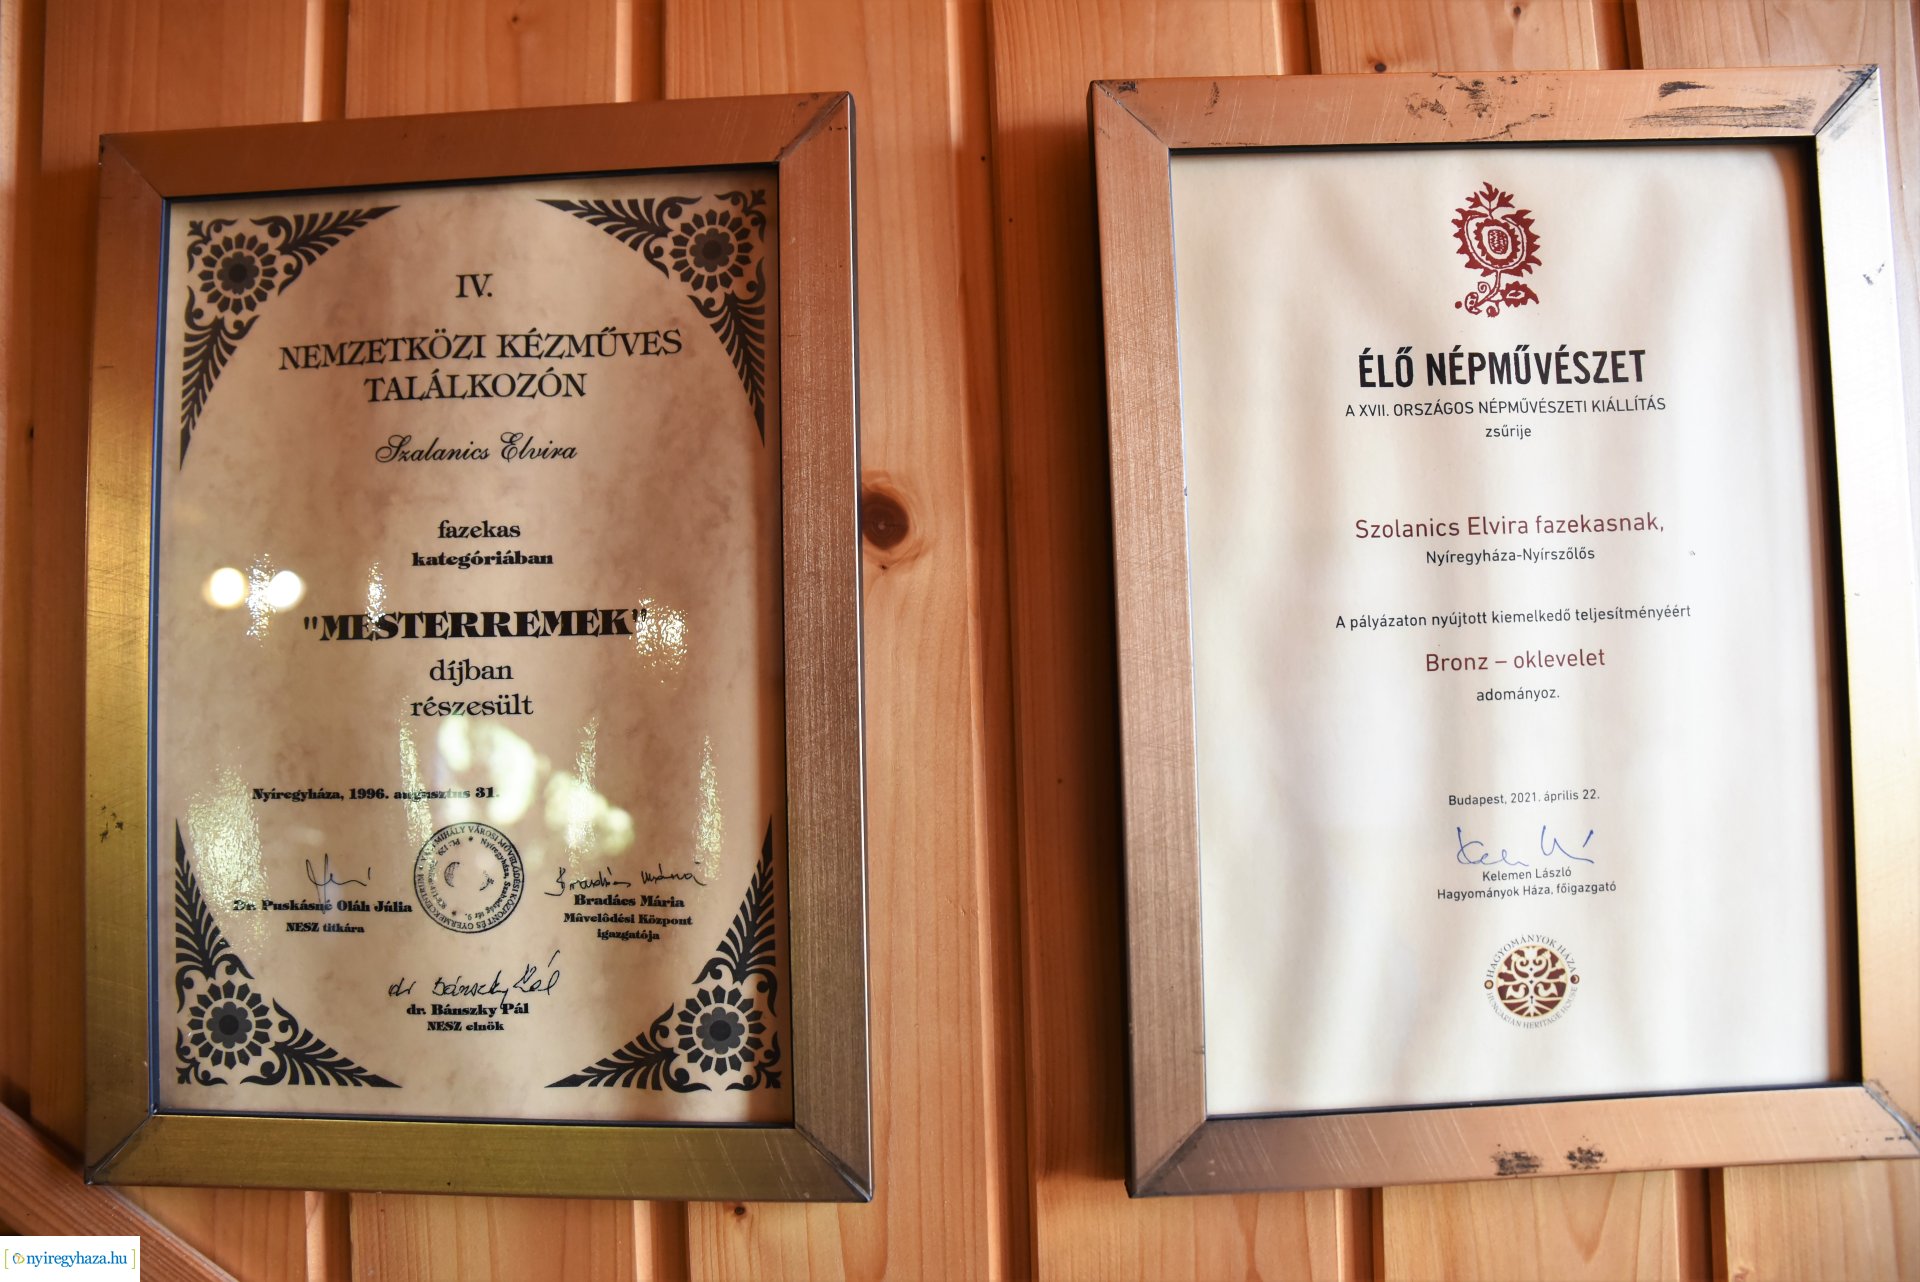 IV.
NEMZETKÖZI KÉZMŰVES
TALÁLKOZÓN
Szalanics Elvira
fazekas
kategóriában
"MESTERREMEK"
díjban
részesült
Nyíregyháza, 1996. augusztus 31.
Dr. Puskásné Oláh Júlia
NESZ titkára
Bradács Mária
Művelődési Központ
igazgatója
dr Bánszky Pál
dr. Bánszky Pál
NESZ elnök
ÉLŐ NÉPMŰVÉSZET
A XVII. ORSZÁGOS NÉPMŰVÉSZETI KIÁLLÍTÁS
zsűrije
Szolanics Elvira fazekasnak,
Nyíregyháza-Nyírszőlős
A pályázaton nyújtott kiemelkedő teljesítményéért
Bronz – oklevelet
adományoz.
Budapest, 2021. április 22.
Kelemen László
Hagyományok Háza, főigazgató
HAGYOMÁNYOK HÁZA
HUNGARIAN HERITAGE HOUSE
nyiregyhaza.hu